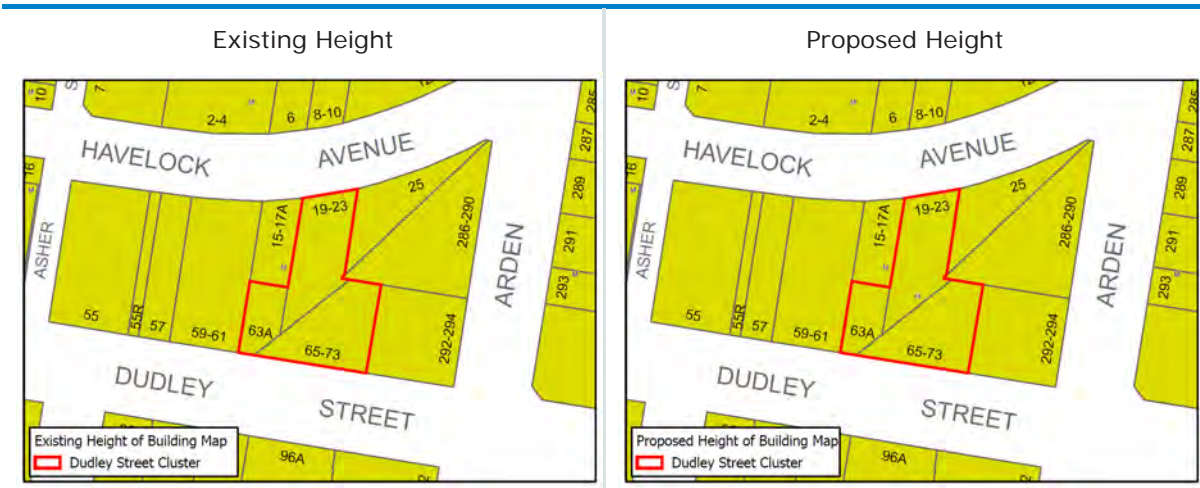 Existing Height
Proposed Height
10
S
7
2-4
6
8-10
285
287
HAVELOCK
AVENUE
16
25
289
19-23
15-17A
286-290
ASHER
ARDEN
291
293
55
55R
57
59-61
63A
65-73
292-294
DUDLEY
STREET
Existing Height of Building Map
Dudley Street Cluster
96A
10
S
7
2-4
6
8-10
285
287
HAVELOCK
AVENUE
16
25
289
19-23
15-17A
286-290
ASHER
ARDEN
291
293
55
55R
57
59-61
63A
65-73
292-294
DUDLEY
STREET
Proposed Height of Building Map
Dudley Street Cluster
96A